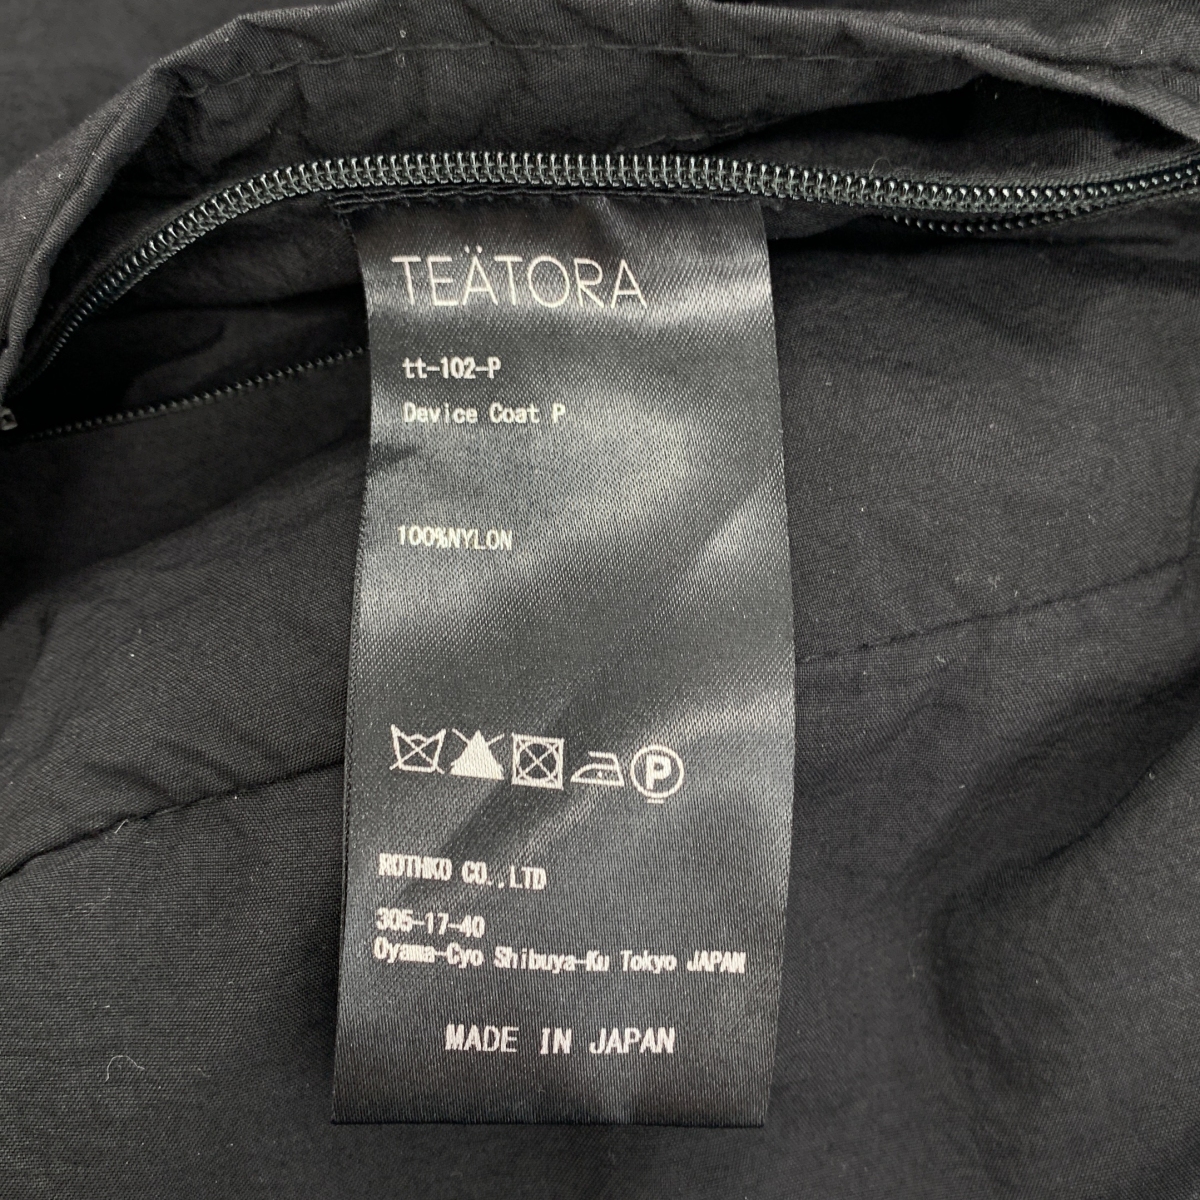 TEÄTORA
tt-102-P
Device Coat P
100%NYLON
P
ROTHKO CO.,LTD
305-17-40
Oyama-Cyo Shibuya-Ku Tokyo JAPAN
MADE IN JAPAN